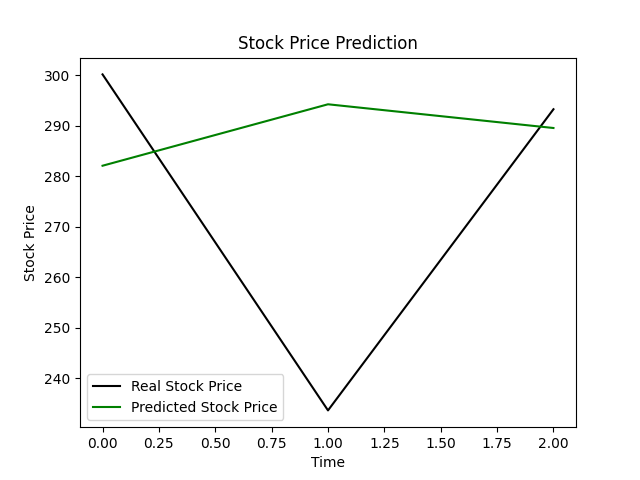 Stock Price Prediction
300
290
280
270
260
250
240
Stock Price
Real Stock Price
Predicted Stock Price
0.00 0.25 0.50 0.75 1.00 1.25 1.50 1.75 2.00
Time